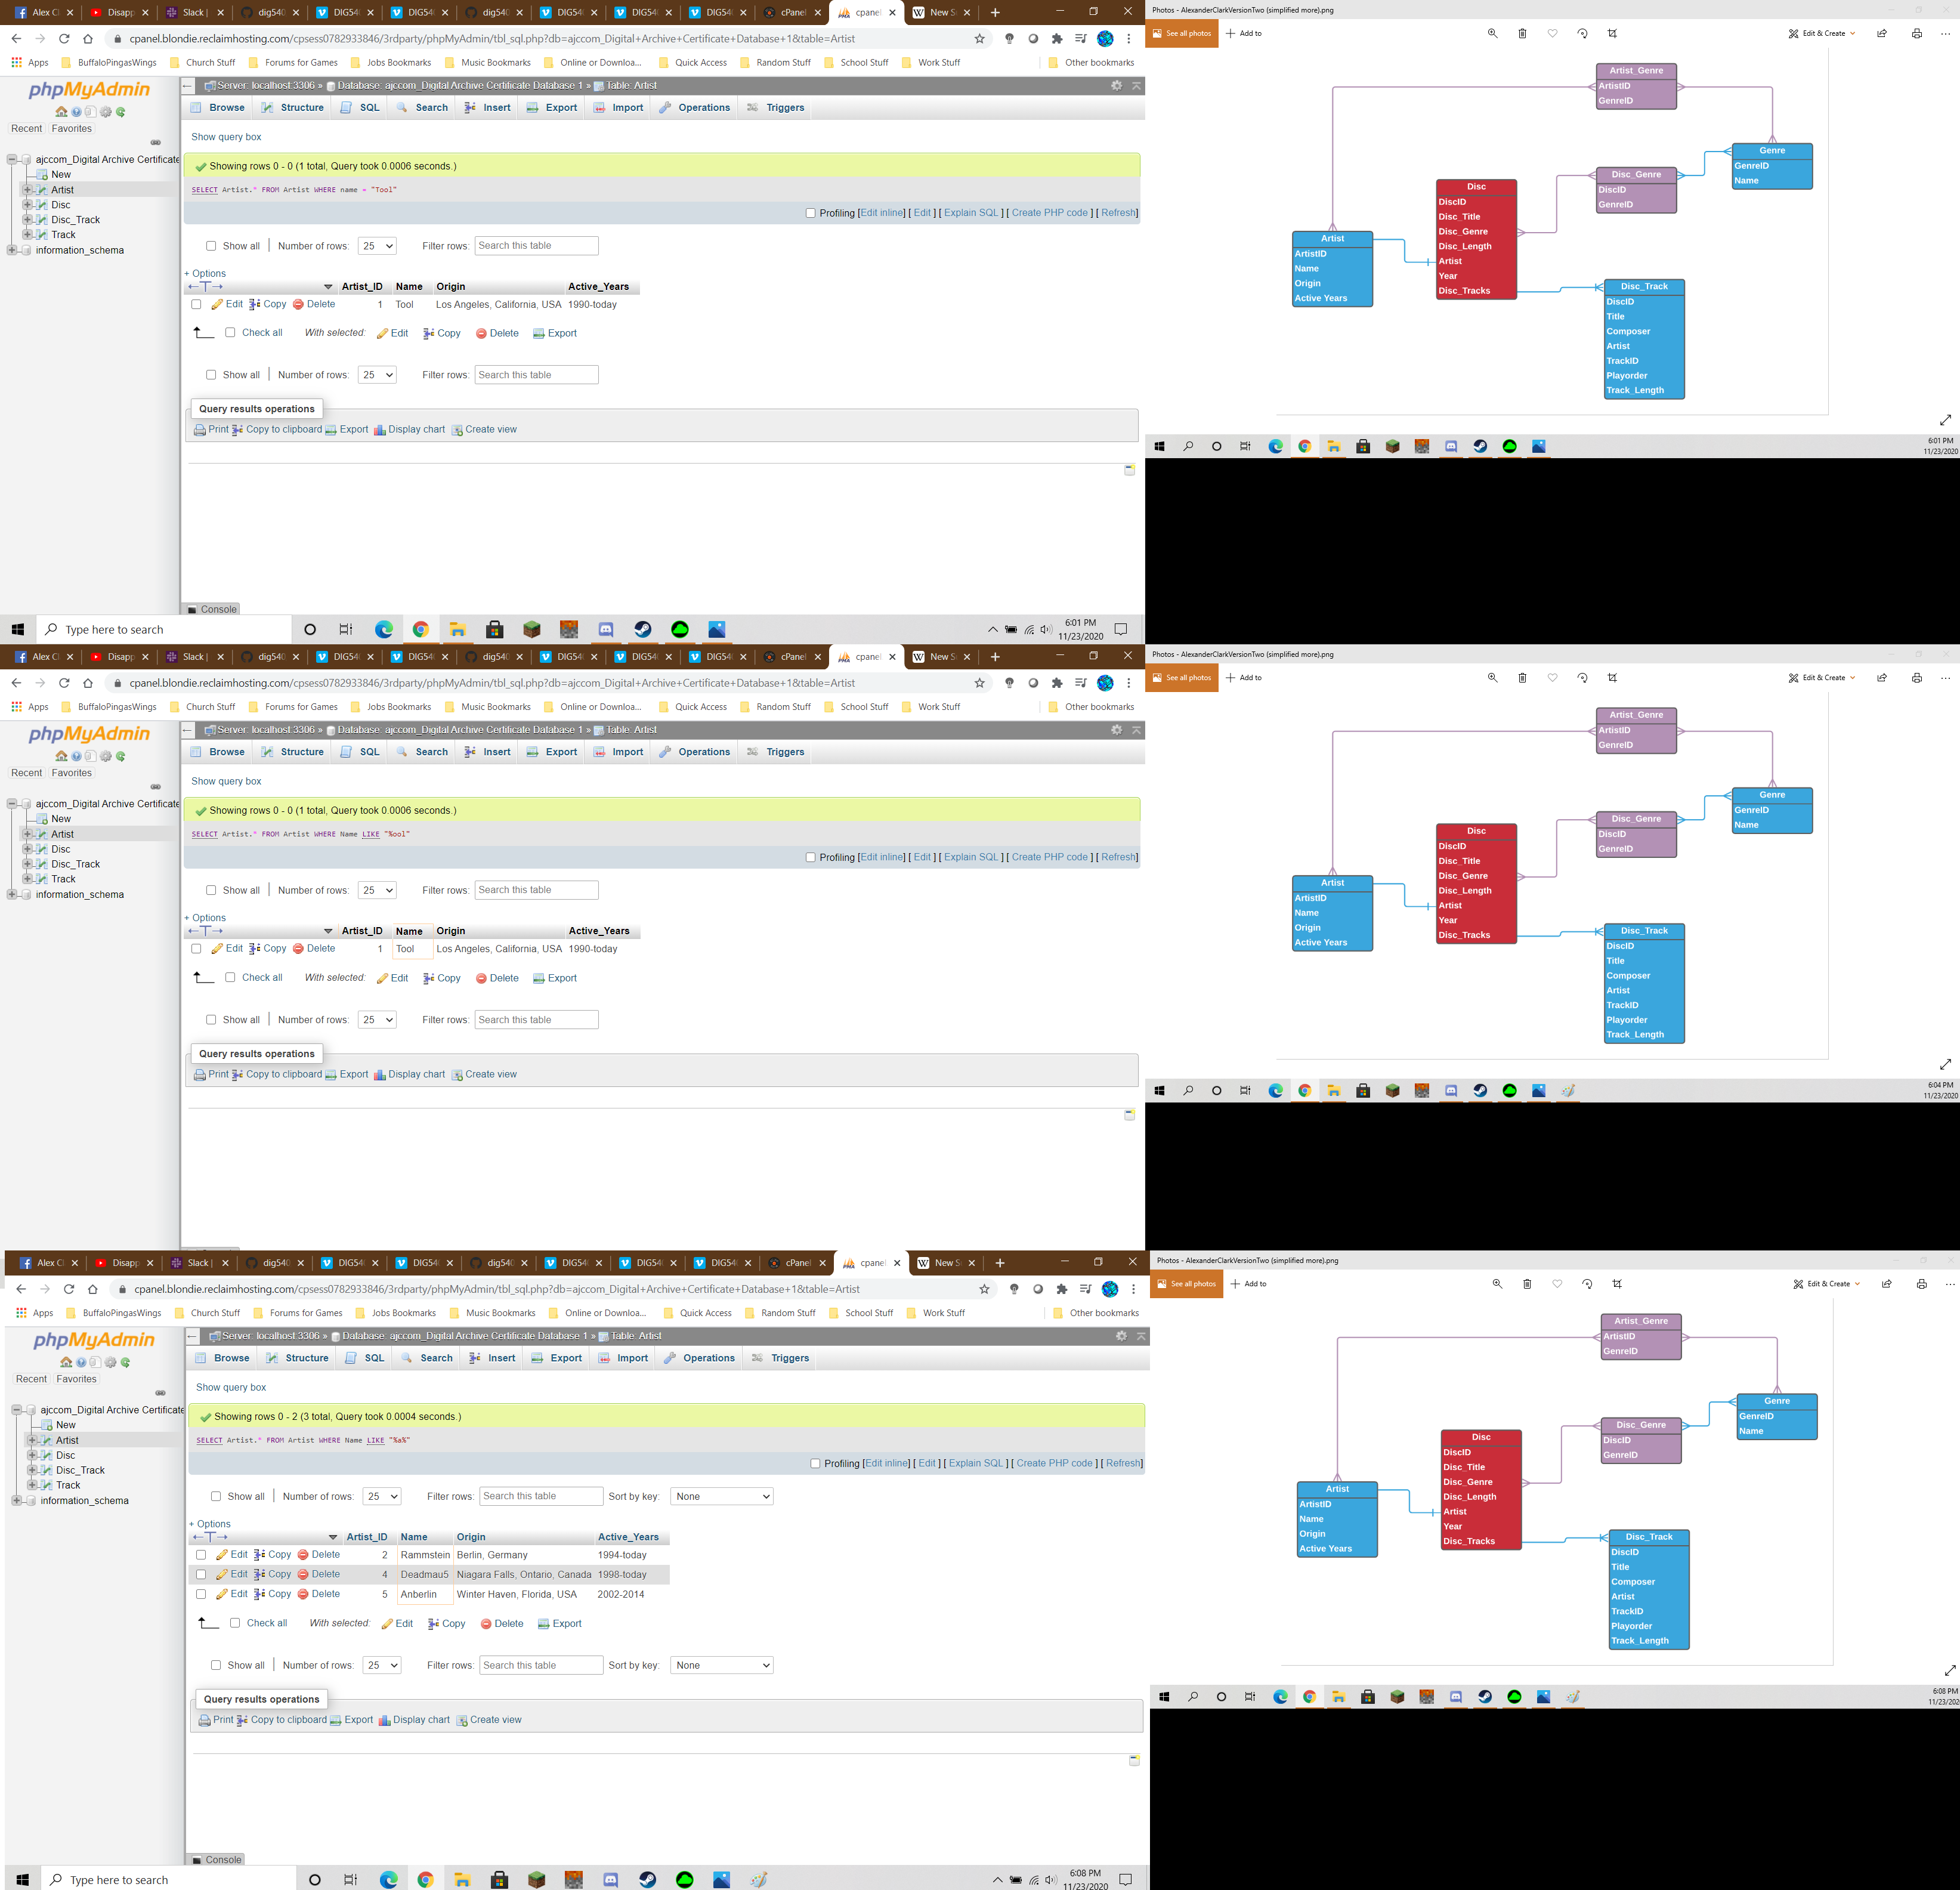 Alex Cl
Disapp
Slack |
dig540
DIG54
DIG54
dig540
DIG54
DIG54
DIG54
cPanel
cpanel
New S
cpanel.blondie.reclaimhosting.com/cpsess0782933846/3rdparty/phpMyAdmin/tbl_sql.php?db=ajccom_Digital+Archive+Certificate+Database+1&table=Artist
Apps BuffaloPingasWings Church Stuff Forums for Games Jobs Bookmarks Music Bookmarks Online or Downloa... Quick Access Random Stuff School Stuff Work Stuff Other bookmarks
phpMyAdmin
Recent Favorites
ajccom_Digital Archive Certificate
New
Artist
Disc
Disc_Track
Track
information_schema
Server: localhost:3306 » Database: ajccom_Digital Archive Certificate Database 1 » Table: Artist
Browse Structure SQL Search Insert Export Import Operations Triggers
Show query box
Showing rows 0 - 0 (1 total, Query took 0.0006 seconds.)
SELECT Artist.* FROM Artist WHERE name = "Tool"
Profiling [Edit inline] [ Edit ] [ Explain SQL ] [ Create PHP code ] [ Refresh]
Show all | Number of rows: 25 Filter rows: Search this table
+ Options
←T→ Artist_ID Name Origin Active_Years
Edit Copy Delete 1 Tool Los Angeles, California, USA 1990-today
Check all With selected: Edit Copy Delete Export
Show all | Number of rows: 25 Filter rows: Search this table
Query results operations
Print Copy to clipboard Export Display chart Create view
Console
Type here to search
6:01 PM
11/23/2020
Photos - AlexanderClarkVersionTwo (simplified more).png
See all photos + Add to Edit & Create
Artist_Genre
ArtistID
GenreID
Genre
GenreID
Name
Disc_Genre
DiscID
GenreID
Disc
DiscID
Disc_Title
Disc_Genre
Disc_Length
Artist
Year
Disc_Tracks
Artist
ArtistID
Name
Origin
Active Years
Disc_Track
DiscID
Title
Composer
Artist
TrackID
Playorder
Track_Length
6:01 PM
11/23/2020
Alex Cl
Disapp
Slack |
dig540
DIG54
DIG54
dig540
DIG54
DIG54
DIG54
cPanel
cpanel
New S
cpanel.blondie.reclaimhosting.com/cpsess0782933846/3rdparty/phpMyAdmin/tbl_sql.php?db=ajccom_Digital+Archive+Certificate+Database+1&table=Artist
Apps BuffaloPingasWings Church Stuff Forums for Games Jobs Bookmarks Music Bookmarks Online or Downloa... Quick Access Random Stuff School Stuff Work Stuff Other bookmarks
phpMyAdmin
Recent Favorites
ajccom_Digital Archive Certificate
New
Artist
Disc
Disc_Track
Track
information_schema
Server: localhost:3306 » Database: ajccom_Digital Archive Certificate Database 1 » Table: Artist
Browse Structure SQL Search Insert Export Import Operations Triggers
Show query box
Showing rows 0 - 0 (1 total, Query took 0.0006 seconds.)
SELECT Artist.* FROM Artist WHERE Name LIKE "%ool"
Profiling [Edit inline] [ Edit ] [ Explain SQL ] [ Create PHP code ] [ Refresh]
Show all | Number of rows: 25 Filter rows: Search this table
+ Options
←T→ Artist_ID Name Origin Active_Years
Edit Copy Delete 1 Tool Los Angeles, California, USA 1990-today
Check all With selected: Edit Copy Delete Export
Show all | Number of rows: 25 Filter rows: Search this table
Query results operations
Print Copy to clipboard Export Display chart Create view
Photos - AlexanderClarkVersionTwo (simplified more).png
See all photos + Add to Edit & Create
Artist_Genre
ArtistID
GenreID
Genre
GenreID
Name
Disc_Genre
DiscID
GenreID
Disc
DiscID
Disc_Title
Disc_Genre
Disc_Length
Artist
Year
Disc_Tracks
Artist
ArtistID
Name
Origin
Active Years
Disc_Track
DiscID
Title
Composer
Artist
TrackID
Playorder
Track_Length
6:04 PM
11/23/2020
Alex Cl
Disapp
Slack |
dig540
DIG54
DIG54
dig540
DIG54
DIG54
DIG54
cPanel
cpanel
New S
cpanel.blondie.reclaimhosting.com/cpsess0782933846/3rdparty/phpMyAdmin/tbl_sql.php?db=ajccom_Digital+Archive+Certificate+Database+1&table=Artist
Apps BuffaloPingasWings Church Stuff Forums for Games Jobs Bookmarks Music Bookmarks Online or Downloa... Quick Access Random Stuff School Stuff Work Stuff Other bookmarks
phpMyAdmin
Recent Favorites
ajccom_Digital Archive Certificate
New
Artist
Disc
Disc_Track
Track
information_schema
Server: localhost:3306 » Database: ajccom_Digital Archive Certificate Database 1 » Table: Artist
Browse Structure SQL Search Insert Export Import Operations Triggers
Show query box
Showing rows 0 - 2 (3 total, Query took 0.0004 seconds.)
SELECT Artist.* FROM Artist WHERE Name LIKE "%a%"
Profiling [Edit inline] [ Edit ] [ Explain SQL ] [ Create PHP code ] [ Refresh]
Show all | Number of rows: 25 Filter rows: Search this table Sort by key: None
+ Options
←T→ Artist_ID Name Origin Active_Years
Edit Copy Delete 2 Rammstein Berlin, Germany 1994-today
Edit Copy Delete 4 Deadmau5 Niagara Falls, Ontario, Canada 1998-today
Edit Copy Delete 5 Anberlin Winter Haven, Florida, USA 2002-2014
Check all With selected: Edit Copy Delete Export
Show all | Number of rows: 25 Filter rows: Search this table Sort by key: None
Query results operations
Print Copy to clipboard Export Display chart Create view
Console
Type here to search
6:08 PM
11/23/2020
Photos - AlexanderClarkVersionTwo (simplified more).png
See all photos + Add to Edit & Create
Artist_Genre
ArtistID
GenreID
Genre
GenreID
Name
Disc_Genre
DiscID
GenreID
Disc
DiscID
Disc_Title
Disc_Genre
Disc_Length
Artist
Year
Disc_Tracks
Artist
ArtistID
Name
Origin
Active Years
Disc_Track
DiscID
Title
Composer
Artist
TrackID
Playorder
Track_Length
6:08 PM
11/23/202